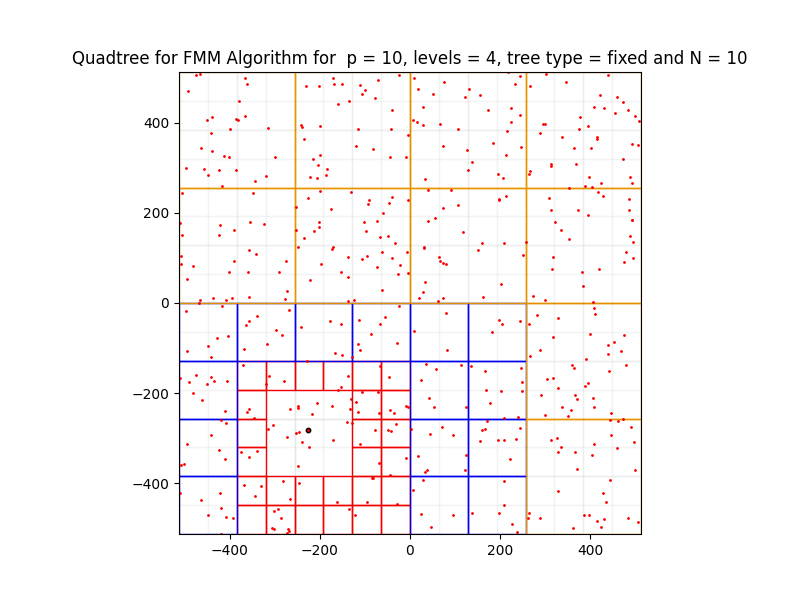 Quadtree for FMM Algorithm for  p = 10, levels = 4, tree type = fixed and N = 10
400
200
0
−200
−400
−400 −200 0 200 400